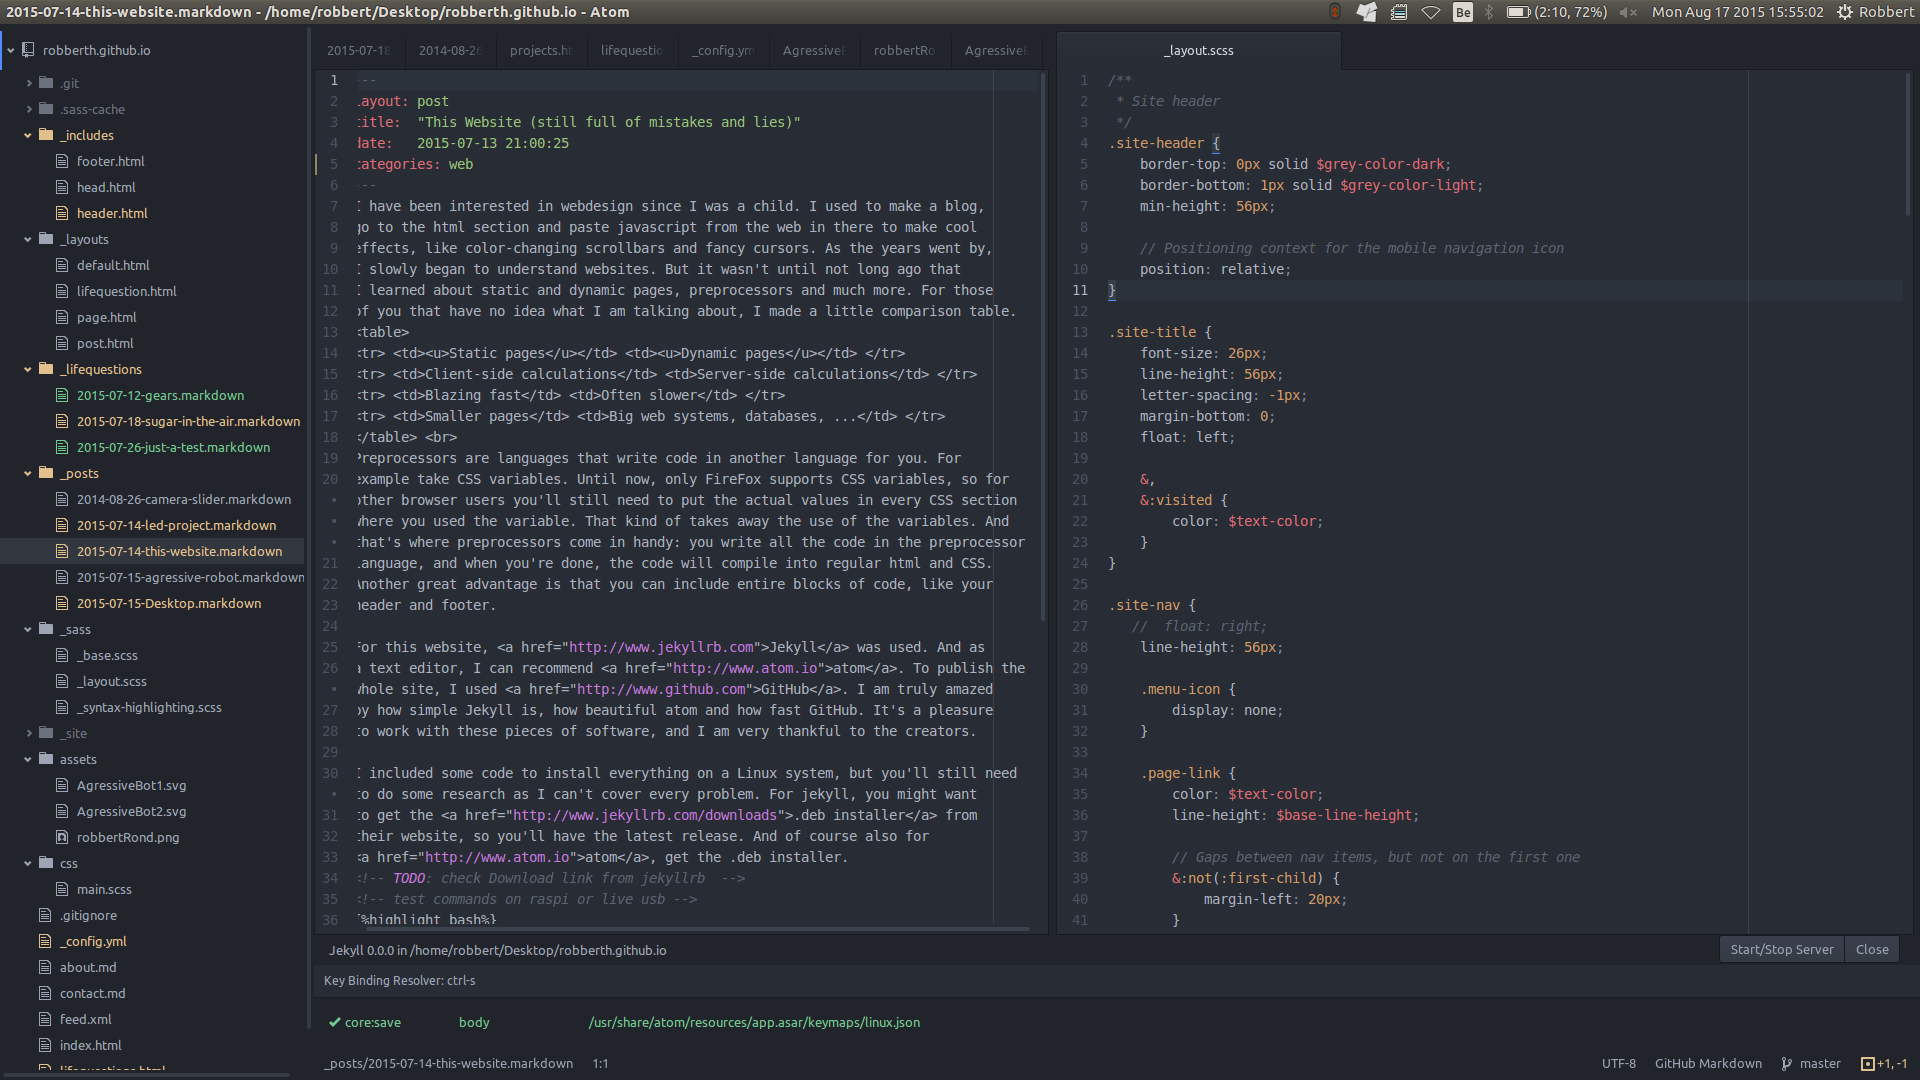 2015-07-14-this-website.markdown - /home/robbert/Desktop/robberth.github.io - Atom
Be (2:10, 72%) Mon Aug 17 2015 15:55:02 Robbert
robberth.github.io
.git
.sass-cache
_includes
footer.html
head.html
header.html
_layouts
default.html
lifequestion.html
page.html
post.html
_lifequestions
2015-07-12-gears.markdown
2015-07-18-sugar-in-the-air.markdown
2015-07-26-just-a-test.markdown
_posts
2014-08-26-camera-slider.markdown
2015-07-14-led-project.markdown
2015-07-14-this-website.markdown
2015-07-15-agressive-robot.markdown
2015-07-15-Desktop.markdown
_sass
_base.scss
_layout.scss
_syntax-highlighting.scss
_site
assets
AgressiveBot1.svg
AgressiveBot2.svg
robbertRond.png
css
main.scss
.gitignore
_config.yml
about.md
contact.md
feed.xml
index.html
lifequestions.html
2015-07-18 2014-08-26 projects.ht lifequestio _config.ym AgressiveB robbertRo AgressiveB
1 ---
2 layout: post
3 title:  "This Website (still full of mistakes and lies)"
4 date:   2015-07-13 21:00:25
5 categories: web
6 ---
7 I have been interested in webdesign since I was a child. I used to make a blog,
8 go to the html section and paste javascript from the web in there to make cool
9 effects, like color-changing scrollbars and fancy cursors. As the years went by,
10 I slowly began to understand websites. But it wasn't until not long ago that
11 I learned about static and dynamic pages, preprocessors and much more. For those
12 of you that have no idea what I am talking about, I made a little comparison table.
13 <table>
14 <tr> <td><u>Static pages</u></td> <td><u>Dynamic pages</u></td> </tr>
15 <tr> <td>Client-side calculations</td> <td>Server-side calculations</td> </tr>
16 <tr> <td>Blazing fast</td> <td>Often slower</td> </tr>
17 <tr> <td>Smaller pages</td> <td>Big web systems, databases, ...</td> </tr>
18 </table> <br>
19 Preprocessors are languages that write code in another language for you. For
20 example take CSS variables. Until now, only FireFox supports CSS variables, so for
• other browser users you'll still need to put the actual values in every CSS section
• where you used the variable. That kind of takes away the use of the variables. And
• that's where preprocessors come in handy: you write all the code in the preprocessor
21 language, and when you're done, the code will compile into regular html and CSS.
22 Another great advantage is that you can include entire blocks of code, like your
23 header and footer.
24
25 For this website, <a href="http://www.jekyllrb.com">Jekyll</a> was used. And as
26 a text editor, I can recommend <a href="http://www.atom.io">atom</a>. To publish the
• whole site, I used <a href="http://www.github.com">GitHub</a>. I am truly amazed
27 by how simple Jekyll is, how beautiful atom and how fast GitHub. It's a pleasure
28 to work with these pieces of software, and I am very thankful to the creators.
29
30 I included some code to install everything on a Linux system, but you'll still need
• to do some research as I can't cover every problem. For jekyll, you might want
31 to get the <a href="http://www.jekyllrb.com/downloads">.deb installer</a> from
32 their website, so you'll have the latest release. And of course also for
33 <a href="http://www.atom.io">atom</a>, get the .deb installer.
34 <!-- TODO: check Download link from jekyllrb  -->
35 <!-- test commands on raspi or live usb -->
36 {%highlight bash%}
_layout.scss
1 /**
2  * Site header
3  */
4 .site-header {
5     border-top: 0px solid $grey-color-dark;
6     border-bottom: 1px solid $grey-color-light;
7     min-height: 56px;
8
9     // Positioning context for the mobile navigation icon
10     position: relative;
11 }
12
13 .site-title {
14     font-size: 26px;
15     line-height: 56px;
16     letter-spacing: -1px;
17     margin-bottom: 0;
18     float: left;
19
20     &,
21     &:visited {
22         color: $text-color;
23     }
24 }
25
26 .site-nav {
27    //  float: right;
28     line-height: 56px;
29
30     .menu-icon {
31         display: none;
32     }
33
34     .page-link {
35         color: $text-color;
36         line-height: $base-line-height;
37
38         // Gaps between nav items, but not on the first one
39         &:not(:first-child) {
40             margin-left: 20px;
41         }
Jekyll 0.0.0 in /home/robbert/Desktop/robberth.github.io Start/Stop Server Close
Key Binding Resolver: ctrl-s
core:save body /usr/share/atom/resources/app.asar/keymaps/linux.json
_posts/2015-07-14-this-website.markdown 1:1 UTF-8 GitHub Markdown master +1, -1